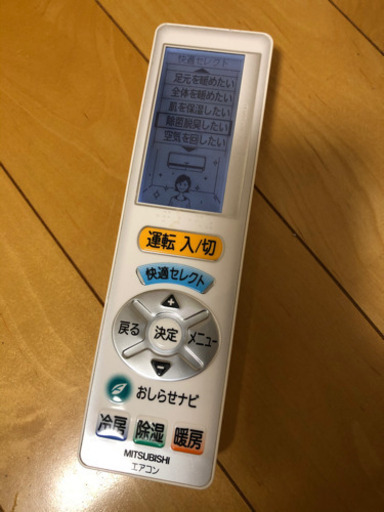 快適セレクト
足元を暖めたい
全体を暖めたい
肌を保湿したい
除菌脱臭したい
空気を回したい
運転 入/切
快適セレクト
+
戻る 決定 メニュー
−
おしらせナビ
冷房 除湿 暖房
MITSUBISHI
エアコン